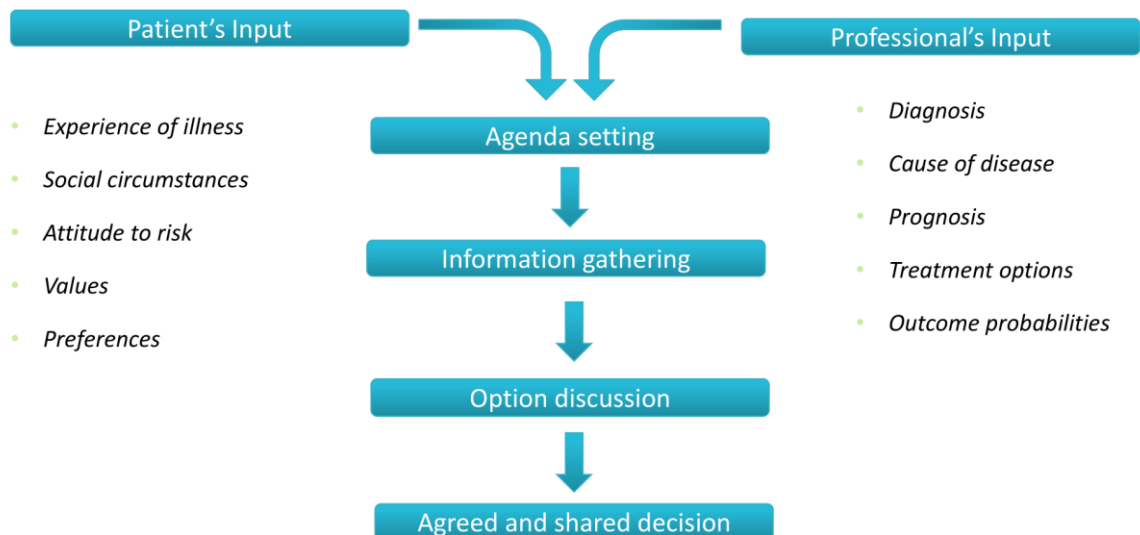 Patient's Input
Professional's Input
• Experience of illness
• Social circumstances
• Attitude to risk
• Values
• Preferences
Agenda setting
Information gathering
Option discussion
Agreed and shared decision
• Diagnosis
• Cause of disease
• Prognosis
• Treatment options
• Outcome probabilities